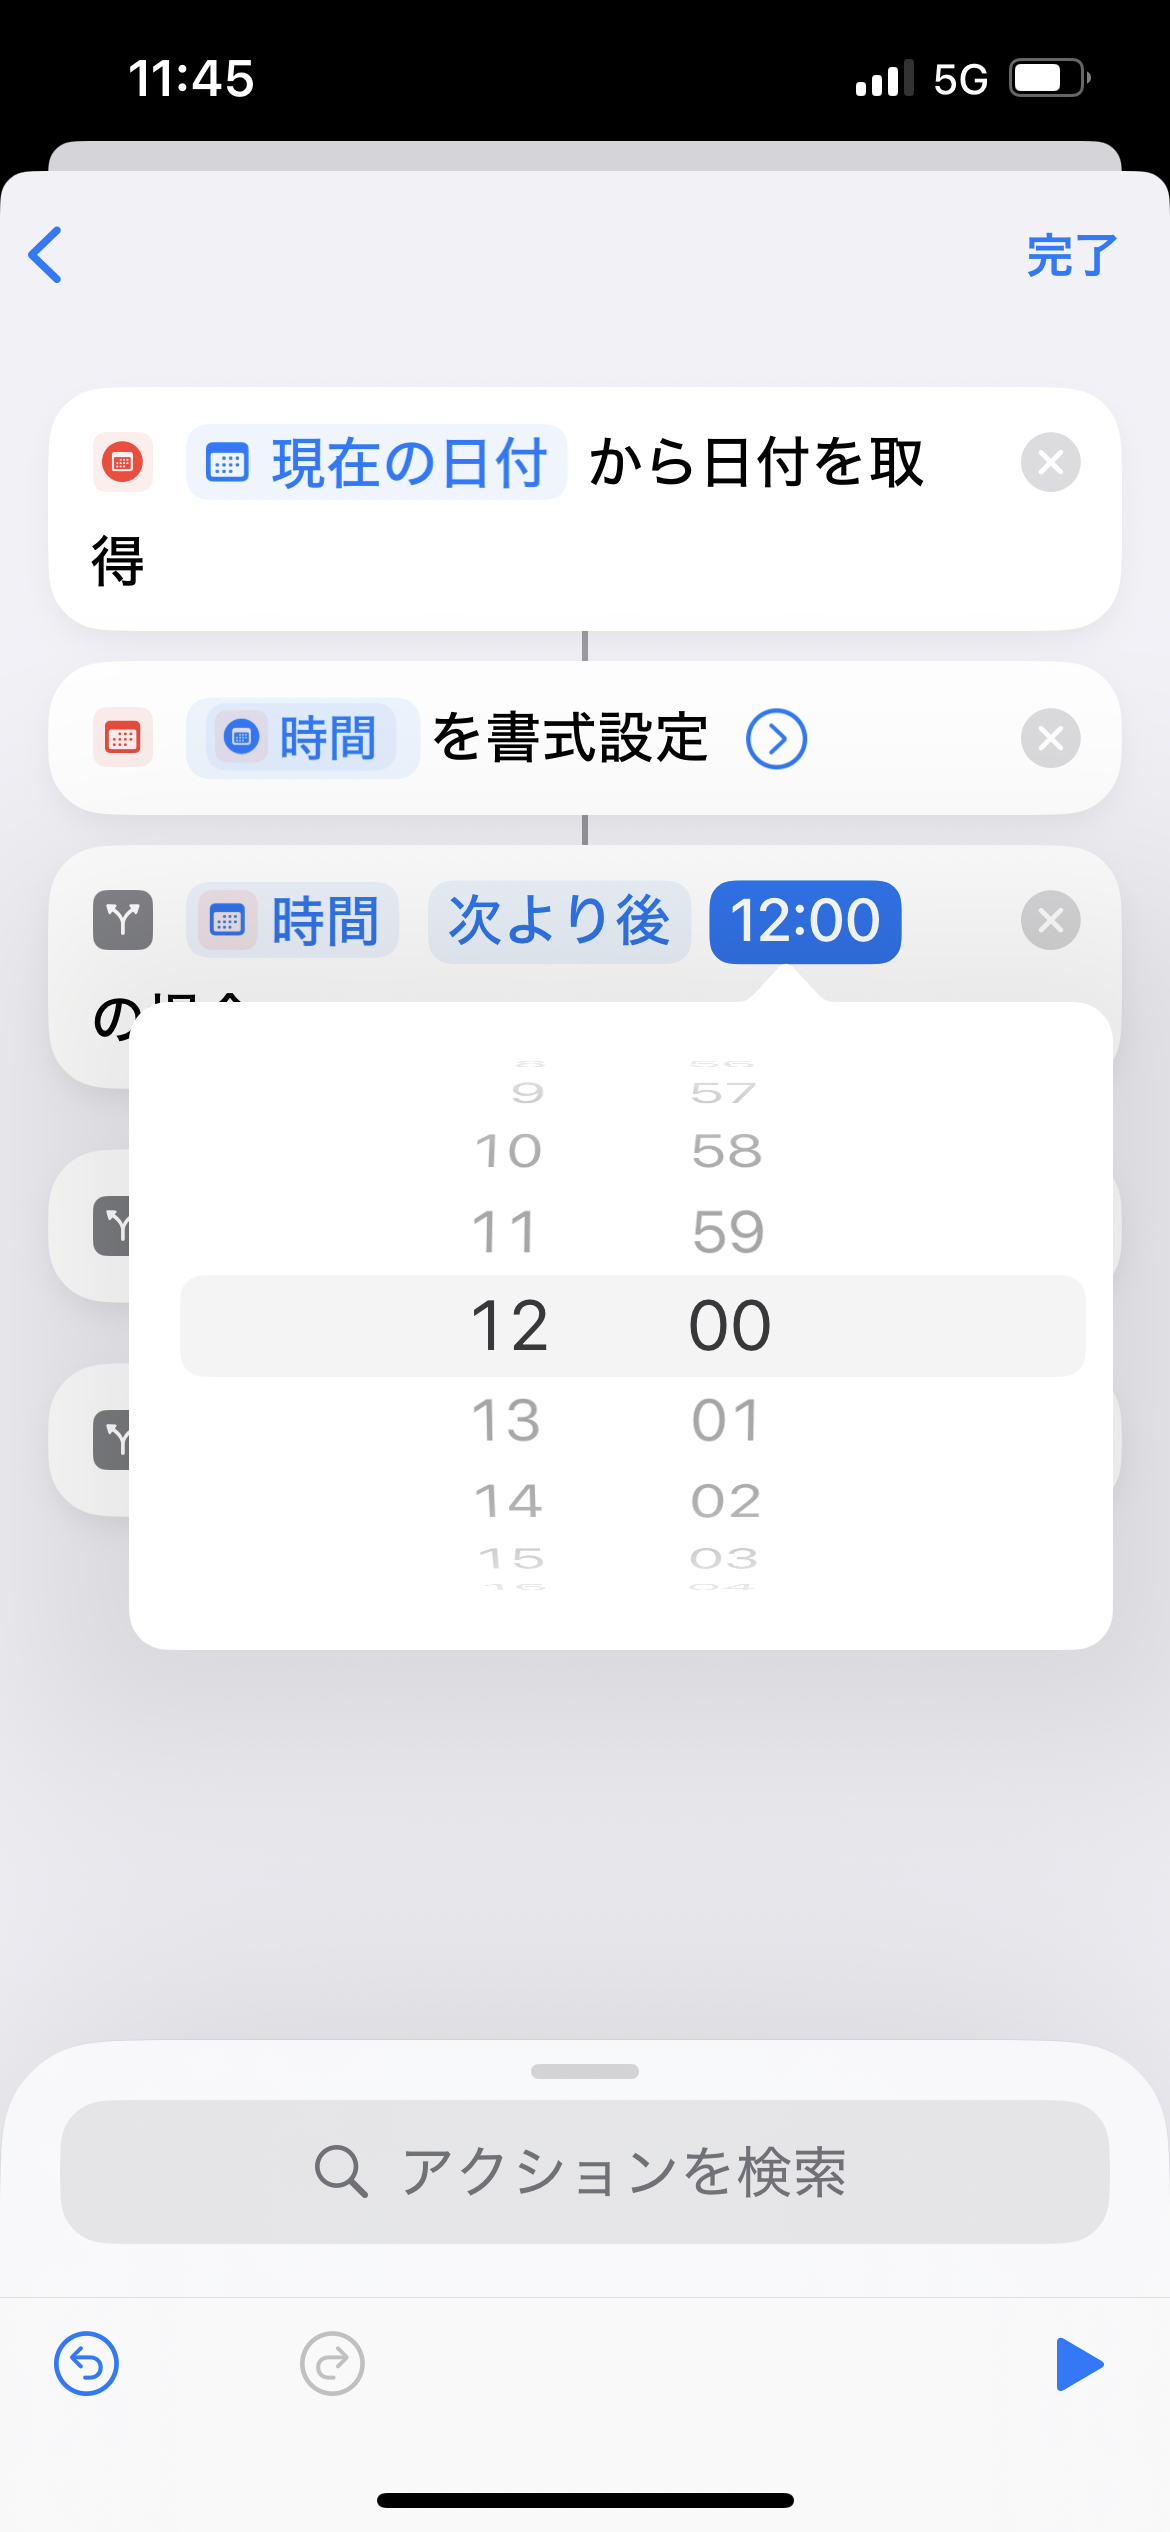 11:45 5G
完了
現在の日付 から日付を取
得
時間 を書式設定
時間 次より後 12:00
の
9 57
10 58
11 59
12 00
13 01
14 02
15 03
16 04
アクションを検索